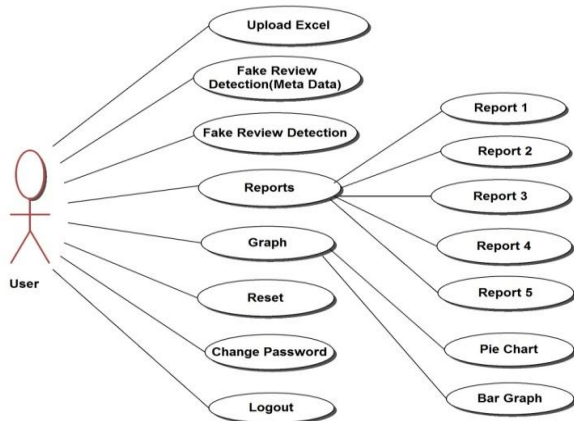 Upload Excel
Fake Review
Detection(Meta Data)
Fake Review Detection
Reports
Graph
Reset
Change Password
Logout
User
Report 1
Report 2
Report 3
Report 4
Report 5
Pie Chart
Bar Graph